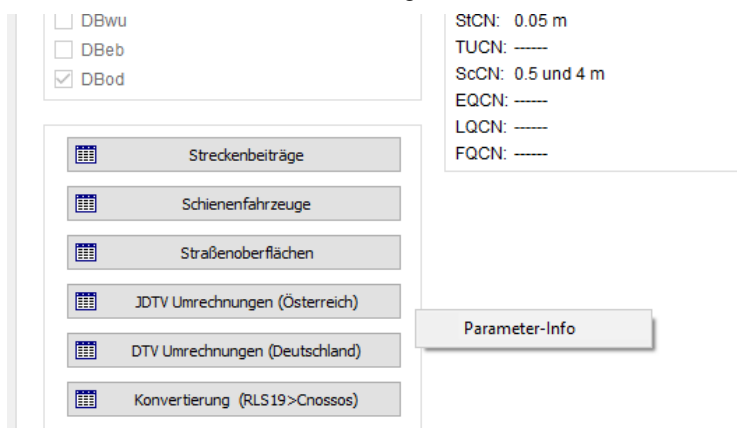 DBwu
DBeb
DBod
StCN: 0.05 m
TUCN: ------
ScCN: 0.5 und 4 m
EQCN: ------
LQCN: ------
FQCN: ------
Streckenbeiträge
Schienenfahrzeuge
Straßenoberflächen
JDTV Umrechnungen (Österreich)
DTV Umrechnungen (Deutschland)
Konvertierung (RLS19>Cnossos)
Parameter-Info